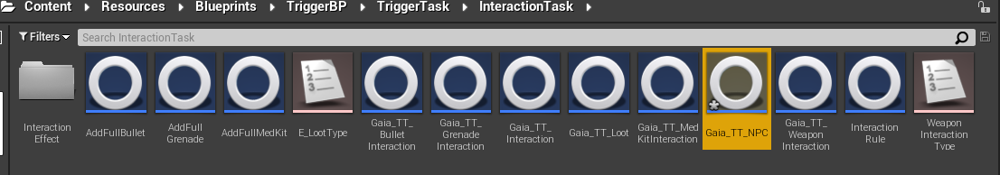 Content Resources Blueprints TriggerBP TriggerTask InteractionTask
Filters Search InteractionTask
Interaction
Effect
AddFullBullet
AddFull
Grenade
AddFullMedKit
E_LootType
Gaia_TT_
Bullet
Interaction
Gaia_TT_
Grenade
Interaction
Gaia_TT_
Interaction
Gaia_TT_Loot
Gaia_TT_Med
KitInteraction
Gaia_TT_NPC
Gaia_TT_
Weapon
Interaction
Interaction
Rule
Weapon
Interaction
Type